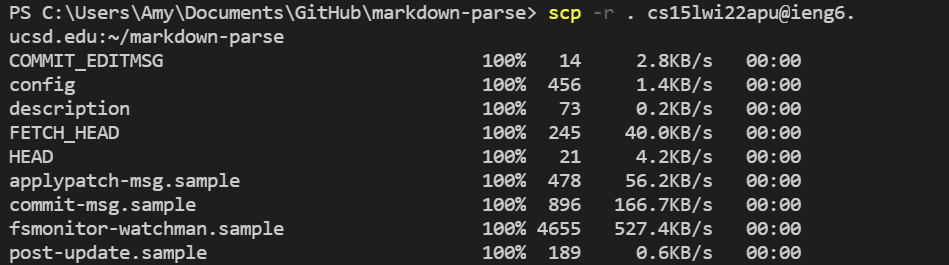 PS C:\Users\Amy\Documents\GitHub\markdown-parse> scp -r . cs15lwi22apu@ieng6.
ucsd.edu:~/markdown-parse
COMMIT_EDITMSG 100% 14 2.8KB/s 00:00
config 100% 456 1.4KB/s 00:00
description 100% 73 0.2KB/s 00:00
FETCH_HEAD 100% 245 40.0KB/s 00:00
HEAD 100% 21 4.2KB/s 00:00
applypatch-msg.sample 100% 478 56.2KB/s 00:00
commit-msg.sample 100% 896 166.7KB/s 00:00
fsmonitor-watchman.sample 100% 4655 527.4KB/s 00:00
post-update.sample 100% 189 0.6KB/s 00:00